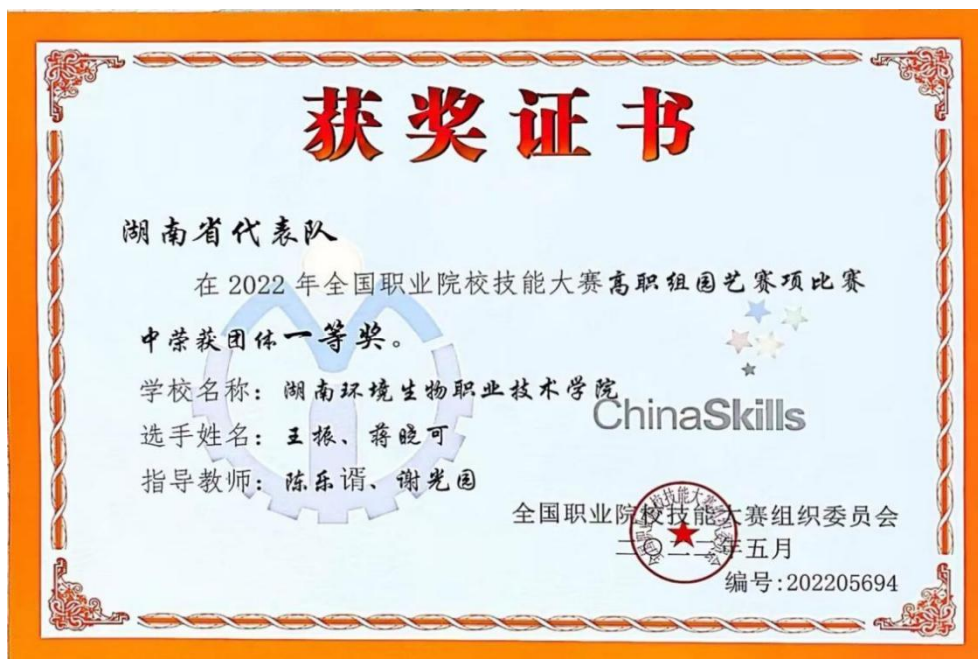 获奖证书
湖南省代表队
在 2022 年全国职业院校技能大赛高职组园艺赛项比赛
中荣获团体一等奖。
学校名称：湖南环境生物职业技术学院
ChinaSkills
选手姓名：王振、蒋晓可
指导教师：陈乐谞、谢光园
全国职业院校技能大赛组织委员会
二〇二二年五月
编号:202205694